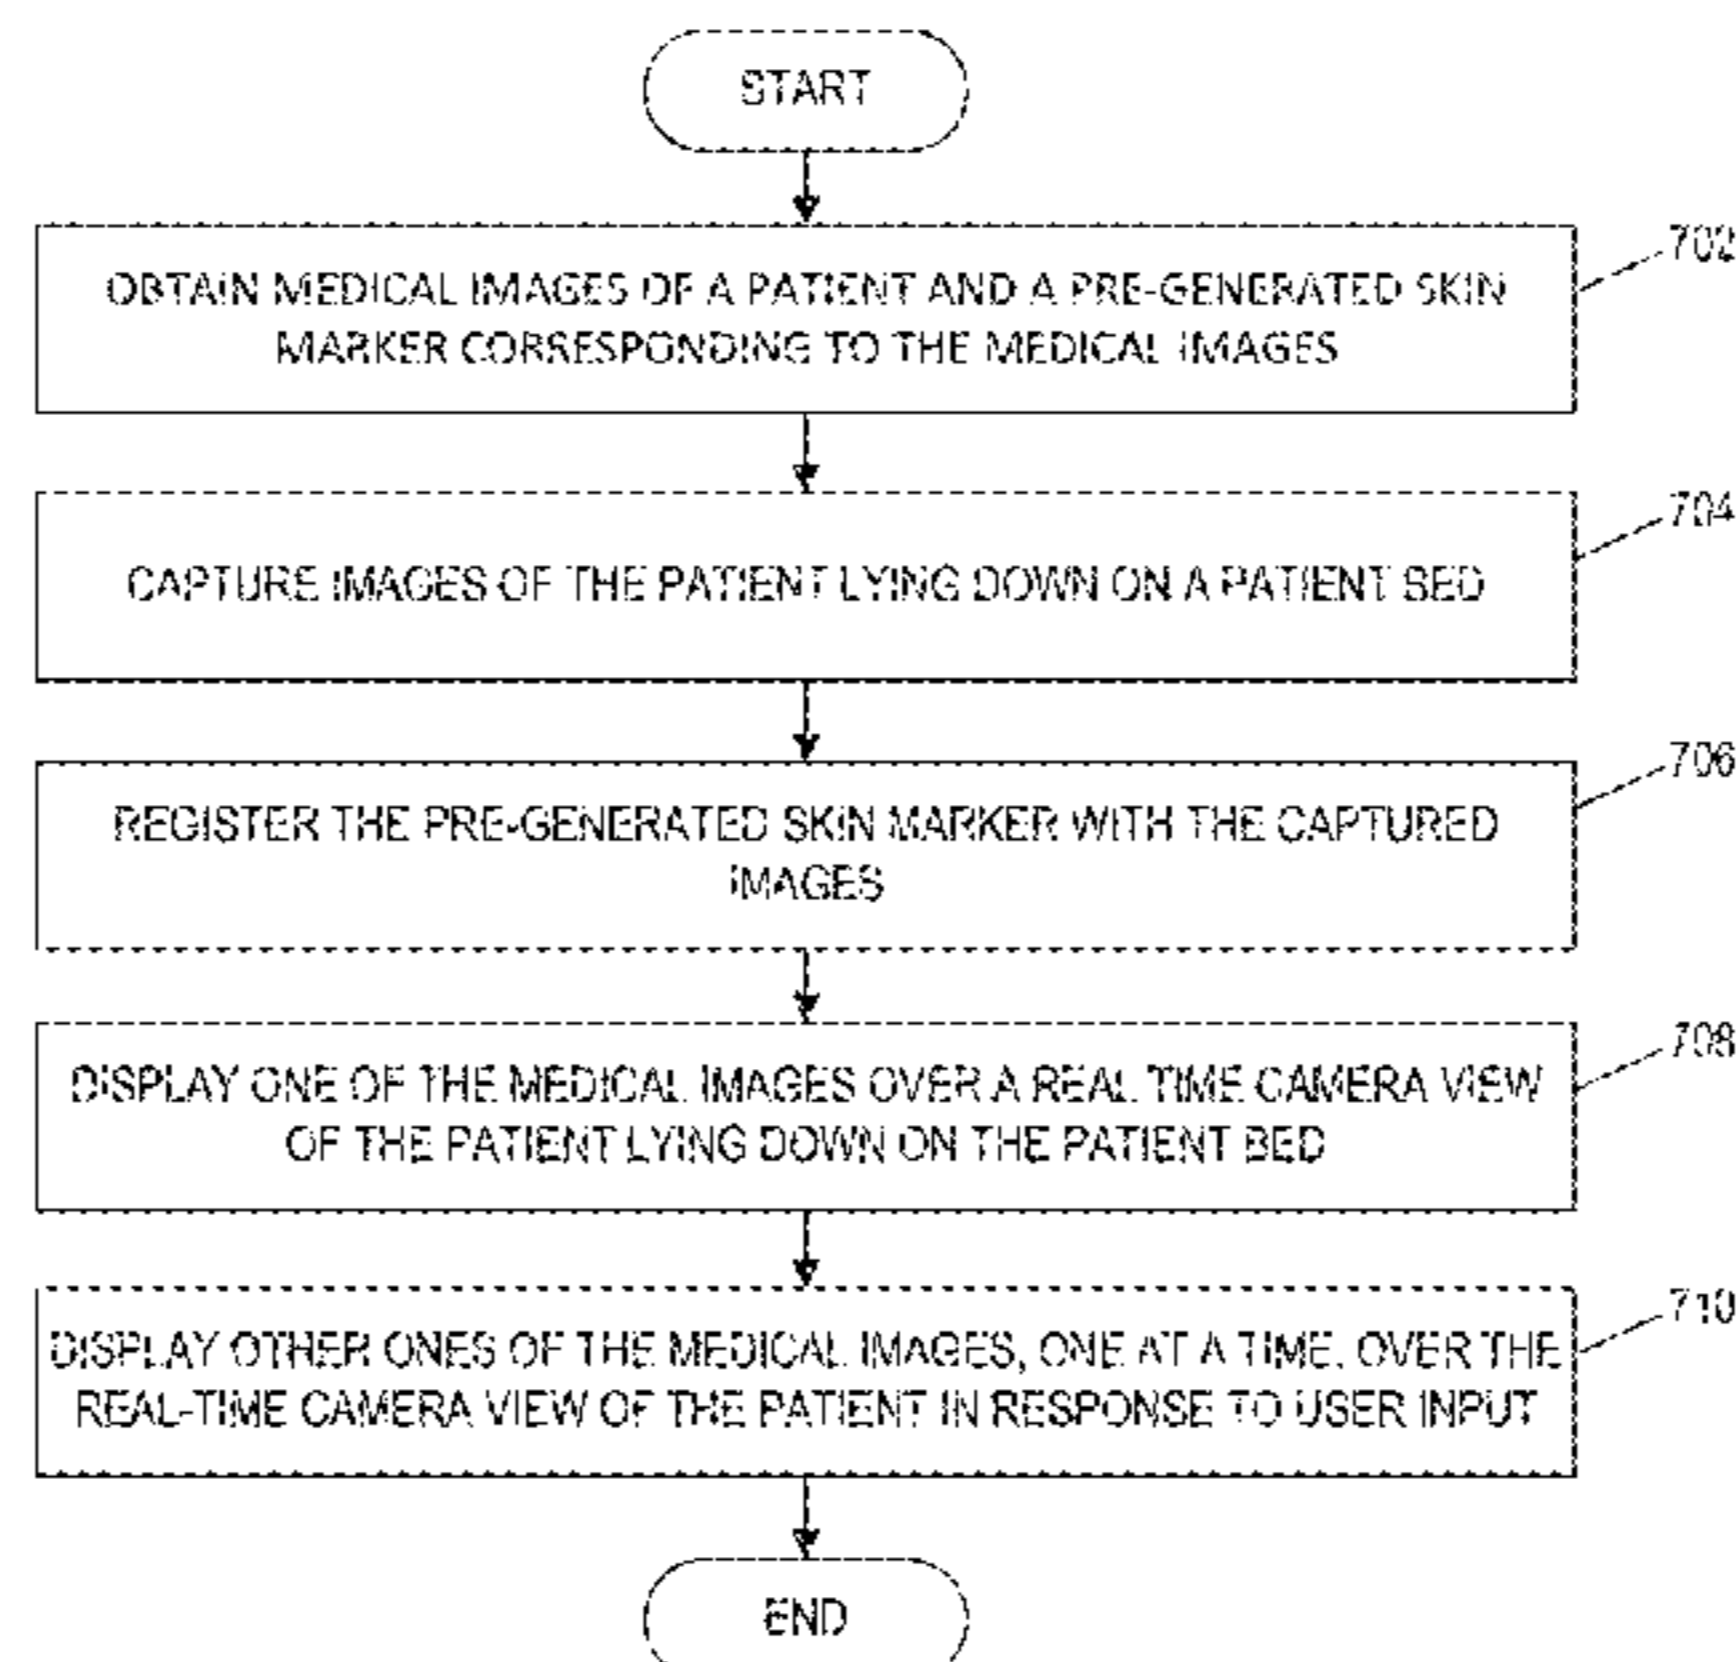 START
702
OBTAIN MEDICAL IMAGES OF A PATIENT AND A PRE-GENERATED SKIN
MARKER CORRESPONDING TO THE MEDICAL IMAGES
704
CAPTURE IMAGES OF THE PATIENT LYING DOWN ON A PATIENT BED
706
REGISTER THE PRE-GENERATED SKIN MARKER WITH THE CAPTURED
IMAGES
708
DISPLAY ONE OF THE MEDICAL IMAGES OVER A REAL TIME CAMERA VIEW
OF THE PATIENT LYING DOWN ON THE PATIENT BED
710
DISPLAY OTHER ONES OF THE MEDICAL IMAGES, ONE AT A TIME, OVER THE
REAL-TIME CAMERA VIEW OF THE PATIENT IN RESPONSE TO USER INPUT
END